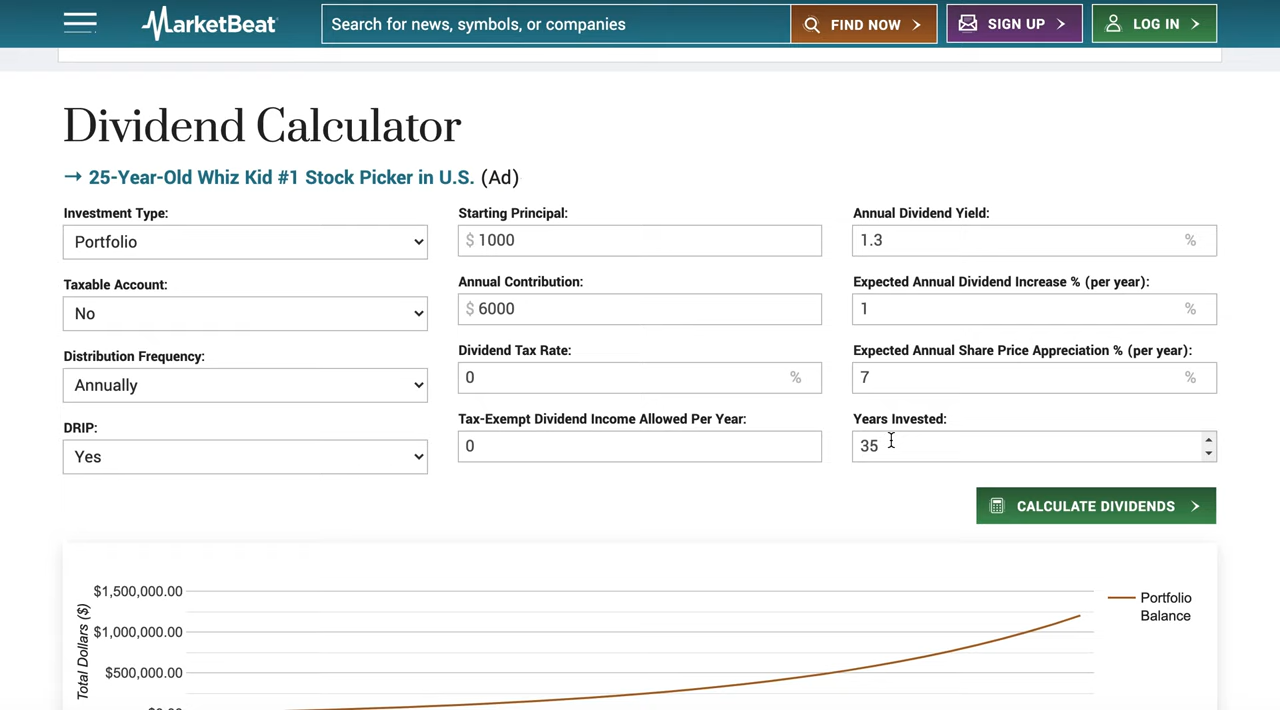 MarketBeat
Search for news, symbols, or companies
FIND NOW
SIGN UP
LOG IN
Dividend Calculator
→ 25-Year-Old Whiz Kid #1 Stock Picker in U.S. (Ad)
Investment Type:
Portfolio
Taxable Account:
No
Distribution Frequency:
Annually
DRIP:
Yes
Starting Principal:
$ 1000
Annual Contribution:
$ 6000
Dividend Tax Rate:
0 %
Tax-Exempt Dividend Income Allowed Per Year:
0
Annual Dividend Yield:
1.3 %
Expected Annual Dividend Increase % (per year):
1 %
Expected Annual Share Price Appreciation % (per year):
7 %
Years Invested:
35
CALCULATE DIVIDENDS
Total Dollars ($)
$1,500,000.00
$1,000,000.00
$500,000.00
Portfolio
Balance